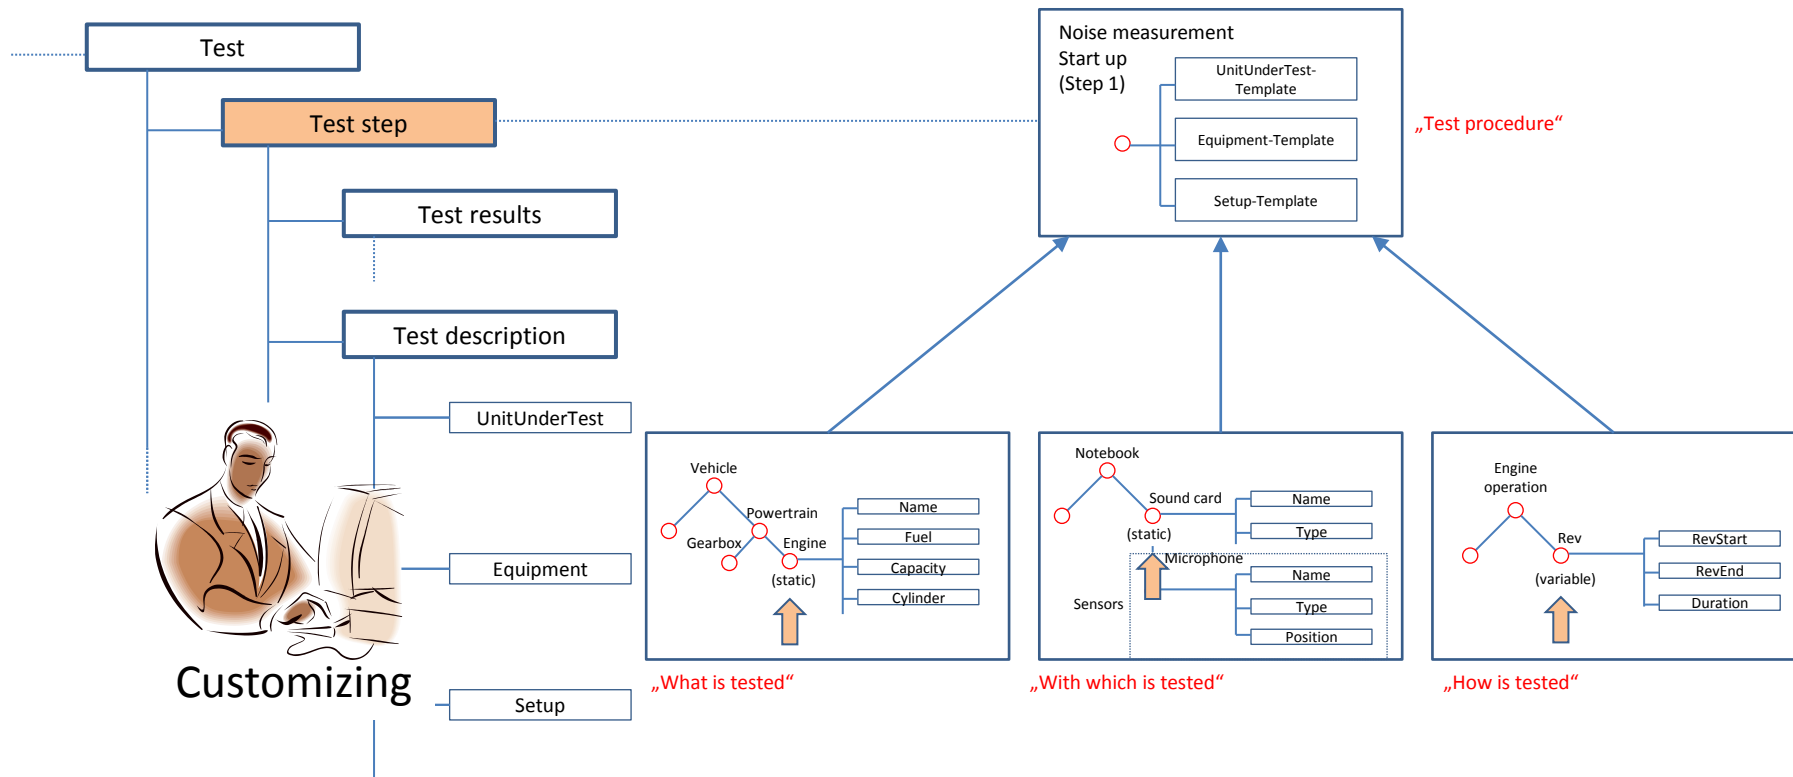 Test
Test step
Test results
Test description
UnitUnderTest
Equipment
Setup
Customizing
Noise measurement
Start up
(Step 1)
UnitUnderTest-
Template
Equipment-Template
Setup-Template
„Test procedure“
Vehicle
Powertrain
Gearbox
Engine
(static)
Name
Fuel
Capacity
Cylinder
„What is tested“
Notebook
Sound card
(static)
Name
Type
Microphone
Sensors
Name
Type
Position
„With which is tested“
Engine
operation
Rev
(variable)
RevStart
RevEnd
Duration
„How is tested“